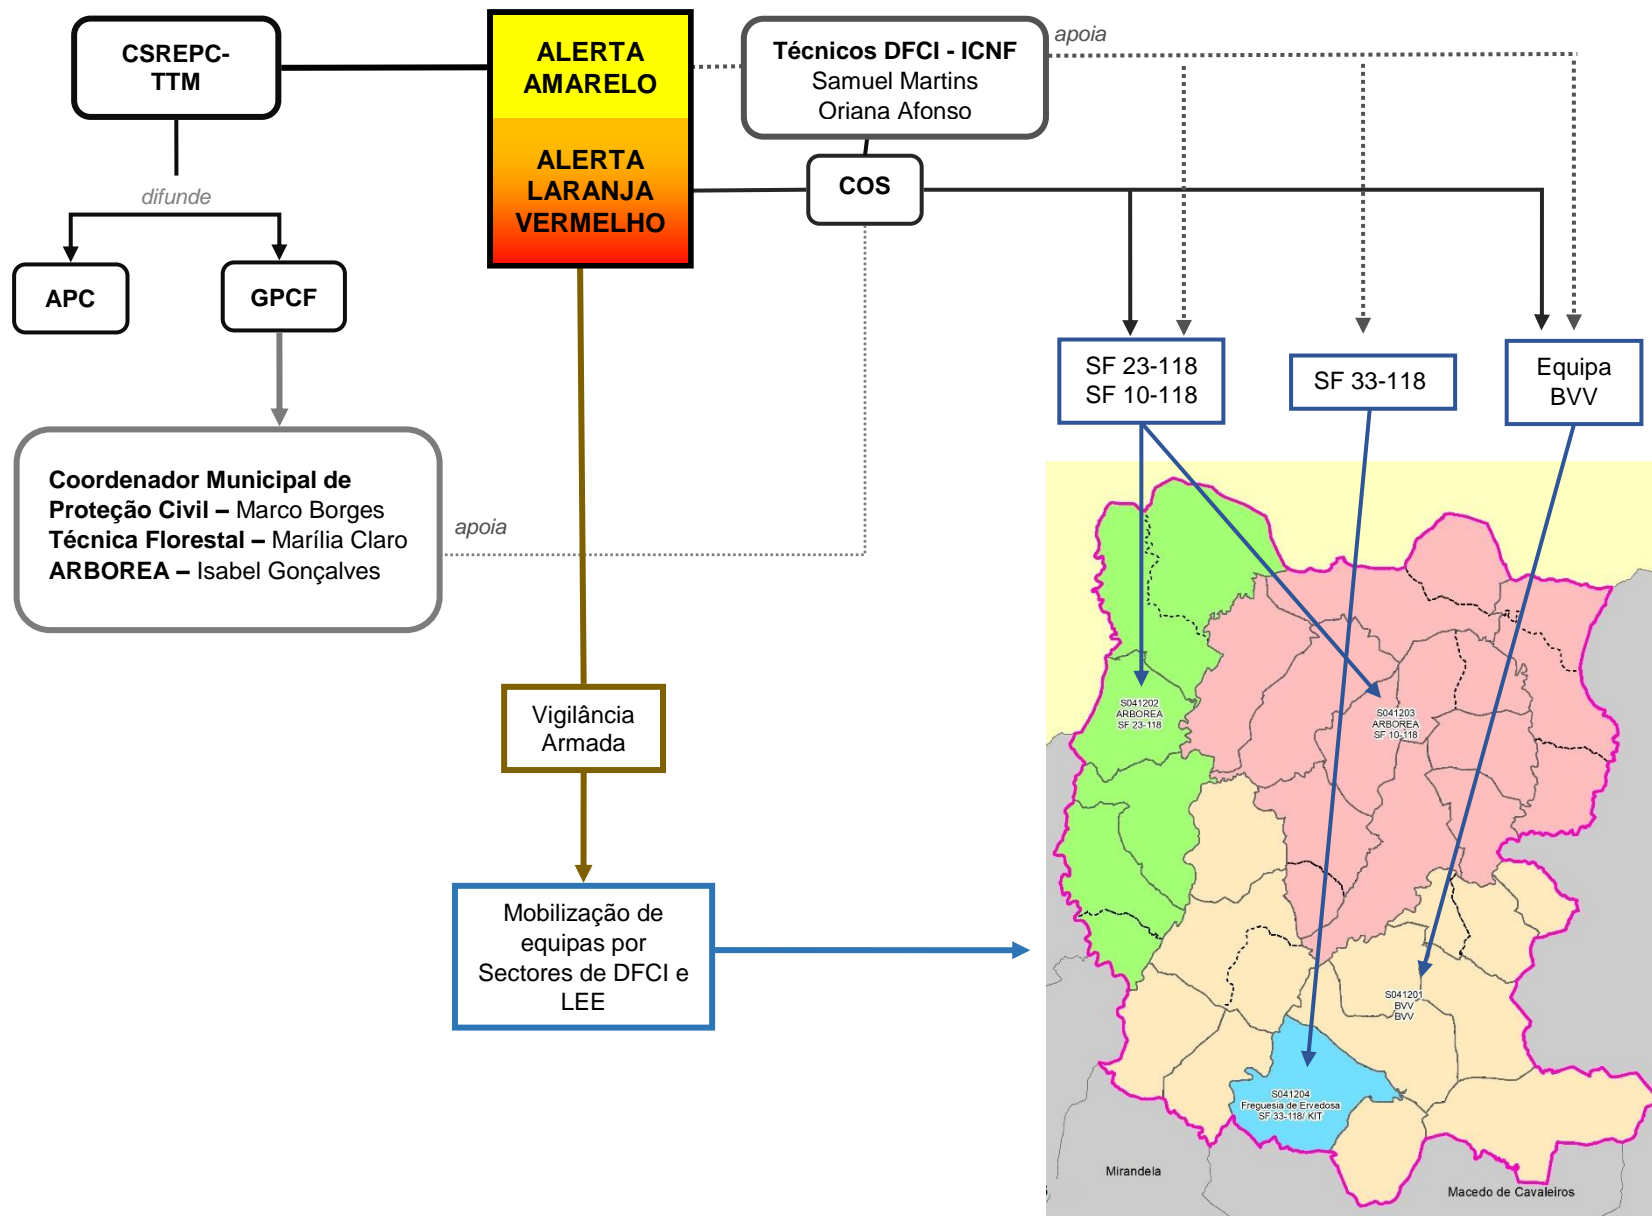 CSREPC-
TTM
ALERTA
AMARELO
ALERTA
LARANJA
VERMELHO
Técnicos DFCI - ICNF
Samuel Martins
Oriana Afonso
apoia
COS
difunde
APC
GPCF
Coordenador Municipal de
Proteção Civil – Marco Borges
Técnica Florestal – Marília Claro
ARBOREA – Isabel Gonçalves
apoia
SF 23-118
SF 10-118
SF 33-118
Equipa
BVV
Vigilância
Armada
Mobilização de
equipas por
Sectores de DFCI e
LEE
S041202
ARBOREA
SF 23-118
S041203
ARBOREA
SF 10-118
S041201
BVV
BVV
S041204
Freguesia de Ervedosa
SF 33-118/ KIT
Mirandela
Macedo de Cavaleiros